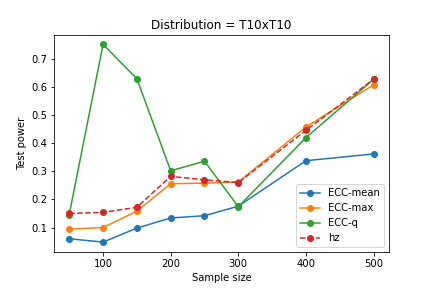 Distribution = T10xT10
Test power
0.7
0.6
0.5
0.4
0.3
0.2
0.1
ECC-mean
ECC-max
ECC-q
hz
100
200
300
400
500
Sample size